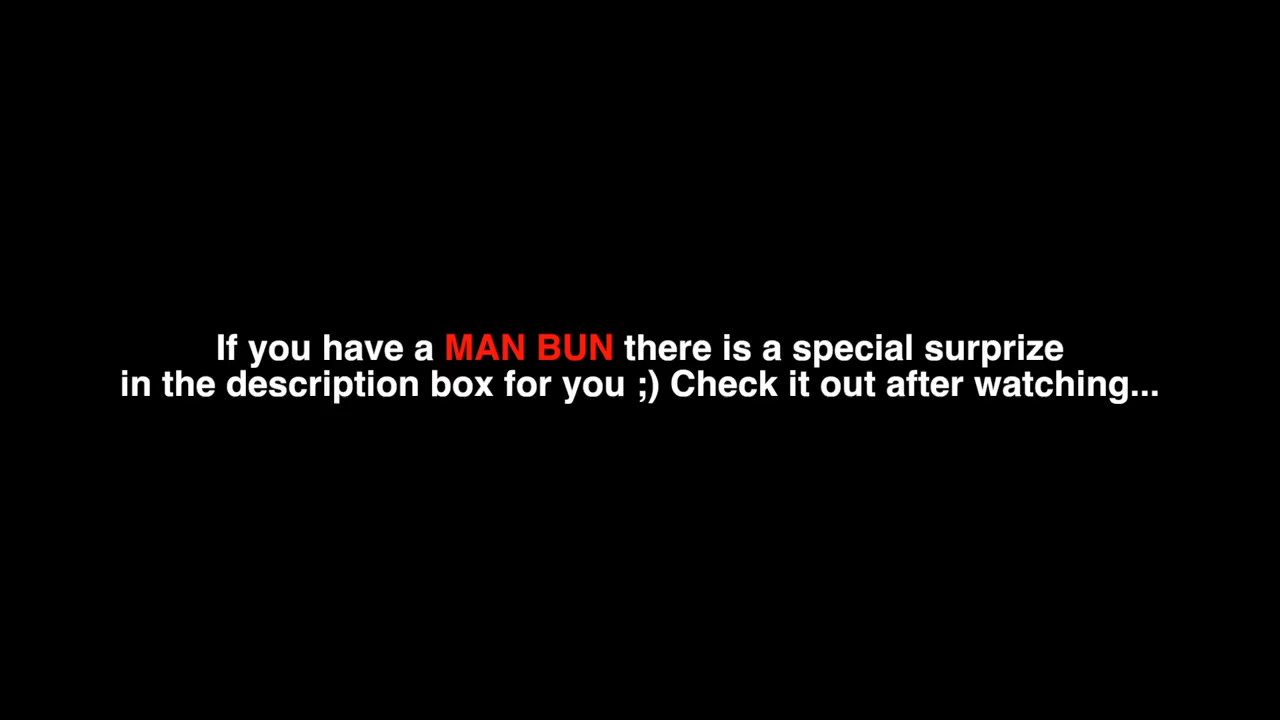 If you have a MAN BUN there is a special surprize
in the description box for you ;) Check it out after watching...